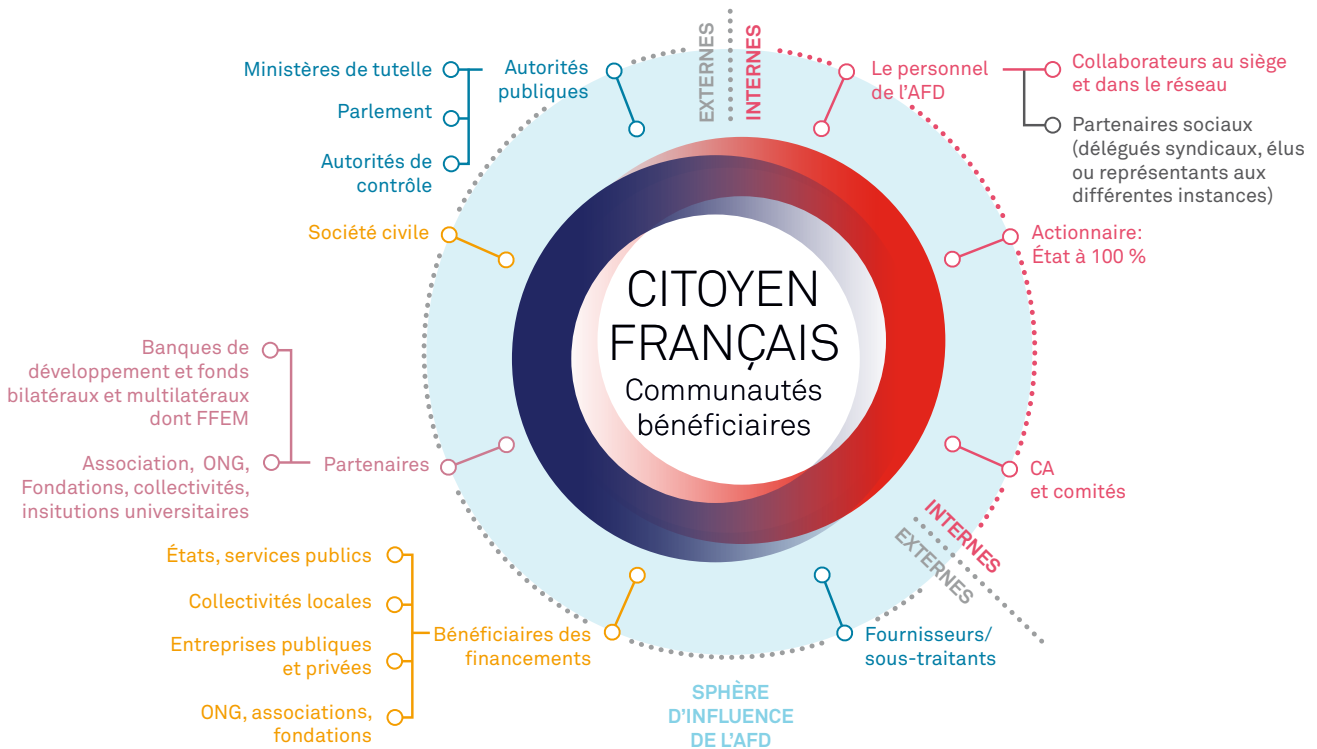 EXTERNES
INTERNES
Ministères de tutelle
Parlement
Autorités de
contrôle
Autorités
publiques
Société civile
Banques de
développement et fonds
bilatéraux et multilatéraux
dont FFEM
Association, ONG,
Fondations, collectivités,
insitutions universitaires
Partenaires
États, services publics
Collectivités locales
Entreprises publiques
et privées
ONG, associations,
fondations
Bénéficiaires des
financements
CITOYEN
FRANÇAIS
Communautés
bénéficiaires
Le personnel
de l'AFD
Collaborateurs au siège
et dans le réseau
Partenaires sociaux
(délégués syndicaux, élus
ou représentants aux
différentes instances)
Actionnaire:
État à 100 %
CA
et comités
INTERNES
EXTERNES
Fournisseurs/
sous-traitants
SPHÈRE
D'INFLUENCE
DE L'AFD